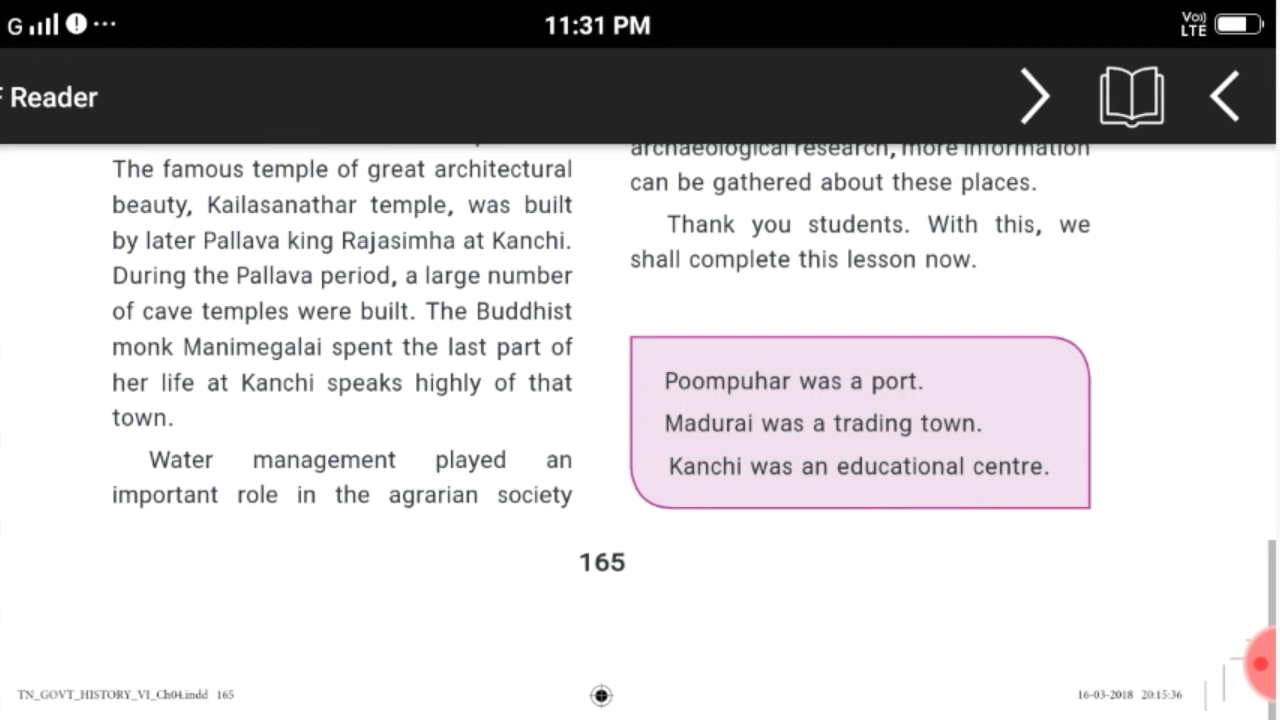 G
11:31 PM
Vo))
LTE
Reader
The famous temple of great architectural
beauty, Kailasanathar temple, was built
by later Pallava king Rajasimha at Kanchi.
During the Pallava period, a large number
of cave temples were built. The Buddhist
monk Manimegalai spent the last part of
her life at Kanchi speaks highly of that
town.
Water management played an
important role in the agrarian society
archaeological research, more information
can be gathered about these places.
Thank you students. With this, we
shall complete this lesson now.
Poompuhar was a port.
Madurai was a trading town.
Kanchi was an educational centre.
165
TN_GOVT_HISTORY_VI_Ch04.indd 165
16-03-2018 20:15:36